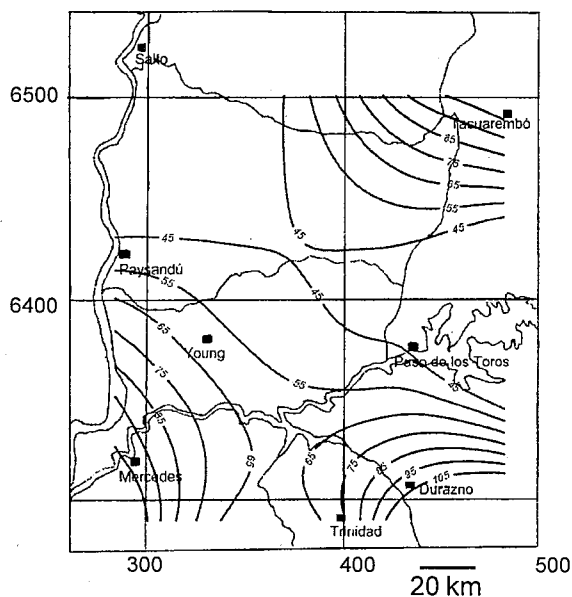 Salto
6500
Tacuarembó
85
75
65
55
45
45
45
Paysandú
55
45
6400
65
Young
Paso de los Toros
75
55
45
85
65
65
75
85
95
105
Mercedes
Durazno
Trinidad
300
400
500
20 km